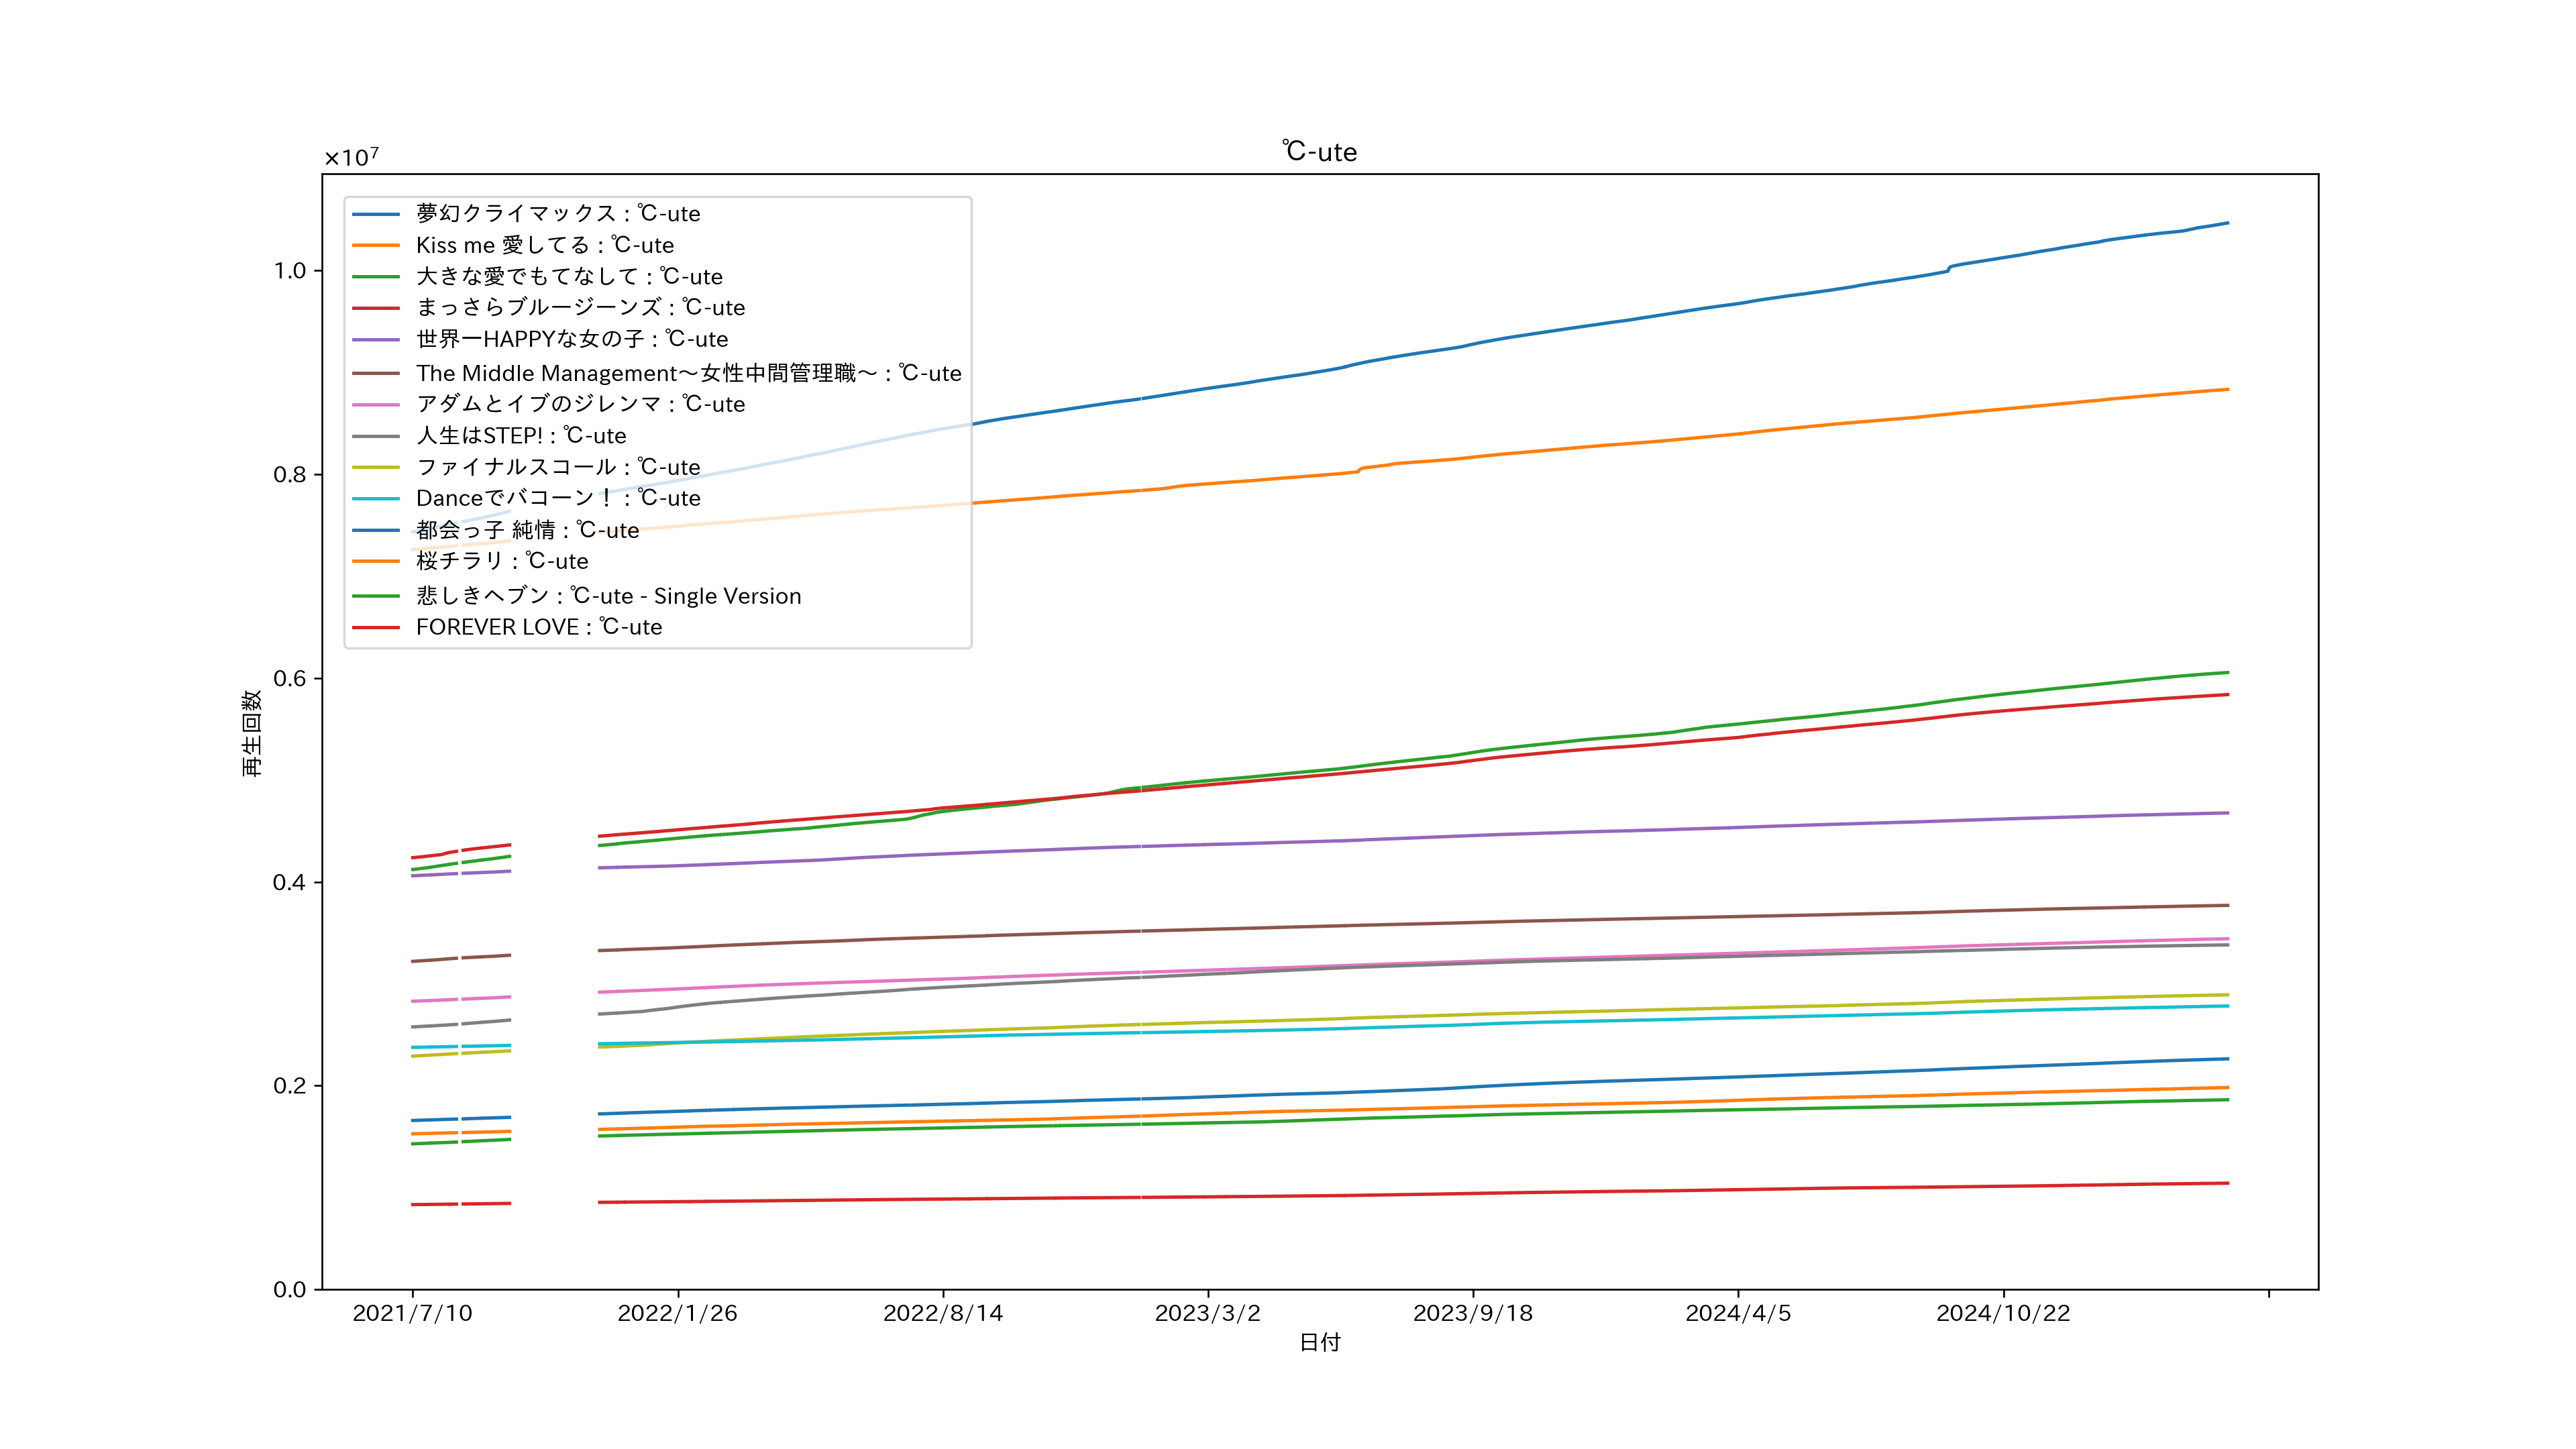 ℃-ute
×10⁷
夢幻クライマックス : ℃-ute
Kiss me 愛してる : ℃-ute
大きな愛でもてなして : ℃-ute
まっさらブルージーンズ : ℃-ute
世界一HAPPYな女の子 : ℃-ute
The Middle Management～女性中間管理職～ : ℃-ute
アダムとイブのジレンマ : ℃-ute
人生はSTEP! : ℃-ute
ファイナルスコール : ℃-ute
Danceでバコーン！ : ℃-ute
都会っ子 純情 : ℃-ute
桜チラリ : ℃-ute
悲しきヘブン : ℃-ute - Single Version
FOREVER LOVE : ℃-ute
1.0
0.8
0.6
0.4
0.2
0.0
再生回数
2021/7/10
2022/1/26
2022/8/14
2023/3/2
2023/9/18
2024/4/5
2024/10/22
日付